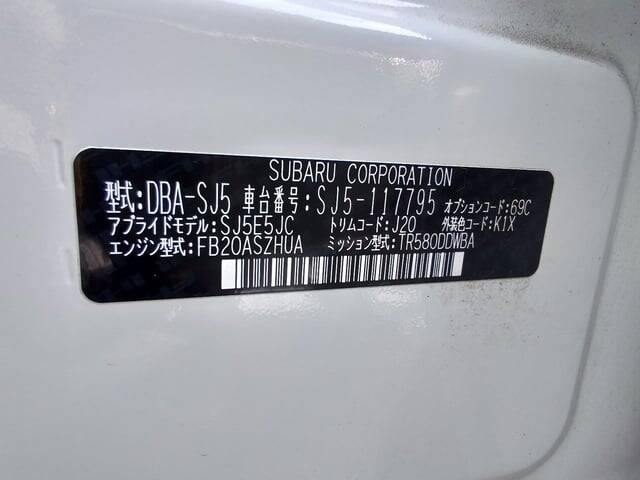 SUBARU CORPORATION
型式:DBA-SJ5 車台番号:SJ5-117795 オプションコード:69C
アプライドモデル:SJ5E5JC トリムコード:J20 外装色コード:K1X
エンジン型式:FB20ASZHUA ミッション型式:TR580DDWBA